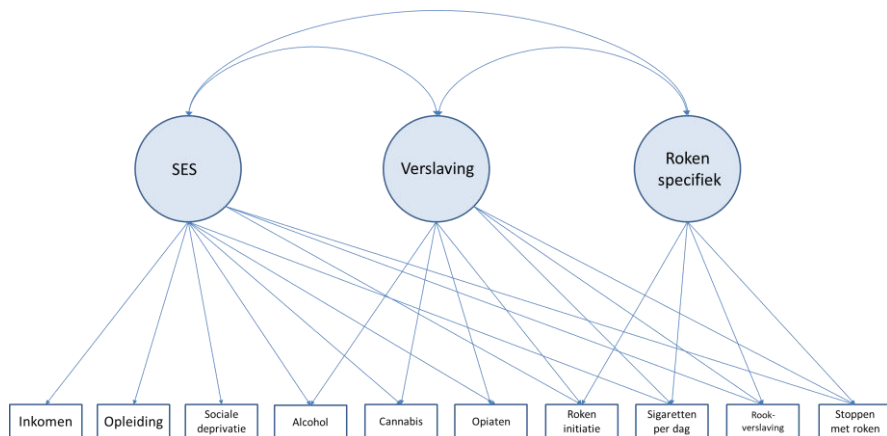 SES
Verslaving
Roken
specifiek
Inkomen
Opleiding
Sociale
deprivatie
Alcohol
Cannabis
Opiaten
Roken
initiatie
Sigaretten
per dag
Rook-
verslaving
Stoppen
met roken